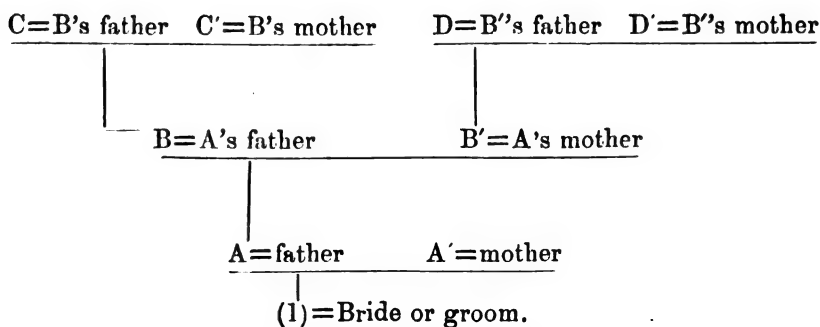 C=B's father C′=B's mother D=B′'s father D′=B′'s mother
B=A's father B′=A's mother
A=father A′=mother
(1)=Bride or groom.